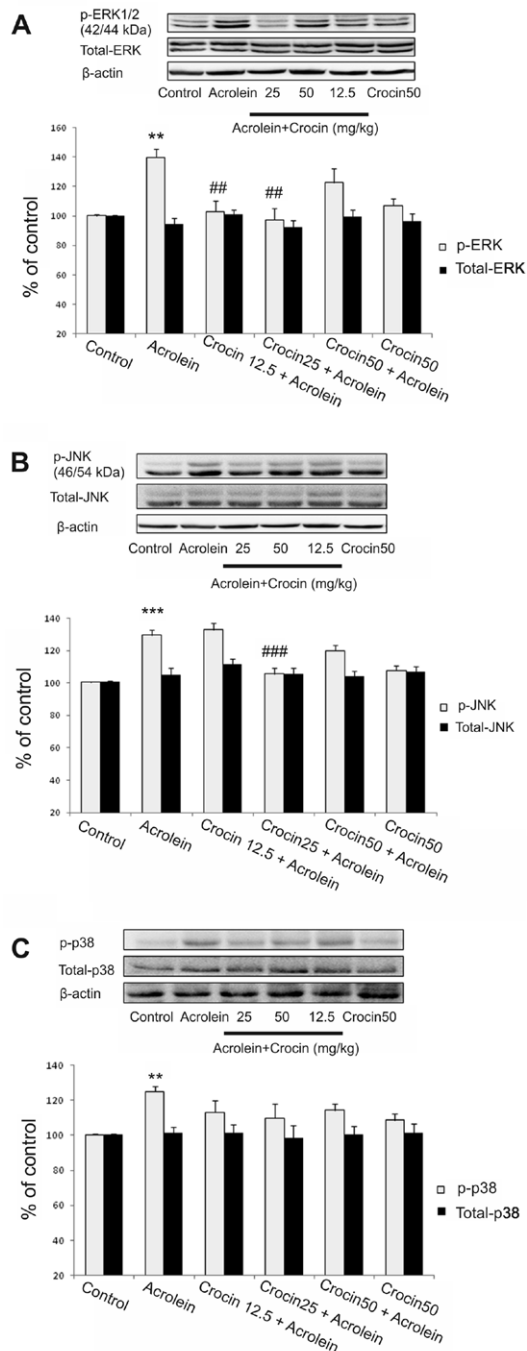 A
p-ERK1/2
(42/44 kDa)
Total-ERK
β-actin
Control Acrolein 25 50 12.5 Crocin50
Acrolein+Crocin (mg/kg)
% of control
160
140
120
100
80
60
40
20
**
##
##
p-ERK
Total-ERK
Control
Acrolein
Crocin 12.5 + Acrolein
Crocin25 + Acrolein
Crocin50 + Acrolein
Crocin50
B
p-JNK
(46/54 kDa)
Total-JNK
β-actin
Control Acrolein 25 50 12.5 Crocin50
Acrolein+Crocin (mg/kg)
% of control
140
120
100
80
60
40
20
***
###
p-JNK
Total-JNK
Control
Acrolein
Crocin 12.5 + Acrolein
Crocin25 + Acrolein
Crocin50 + Acrolein
Crocin50
C
p-p38
Total-p38
β-actin
Control Acrolein 25 50 12.5 Crocin50
Acrolein+Crocin (mg/kg)
% of control
140
120
100
80
60
40
20
**
p-p38
Total-p38
Control
Acrolein
Crocin 12.5 + Acrolein
Crocin25 + Acrolein
Crocin50 + Acrolein
Crocin50